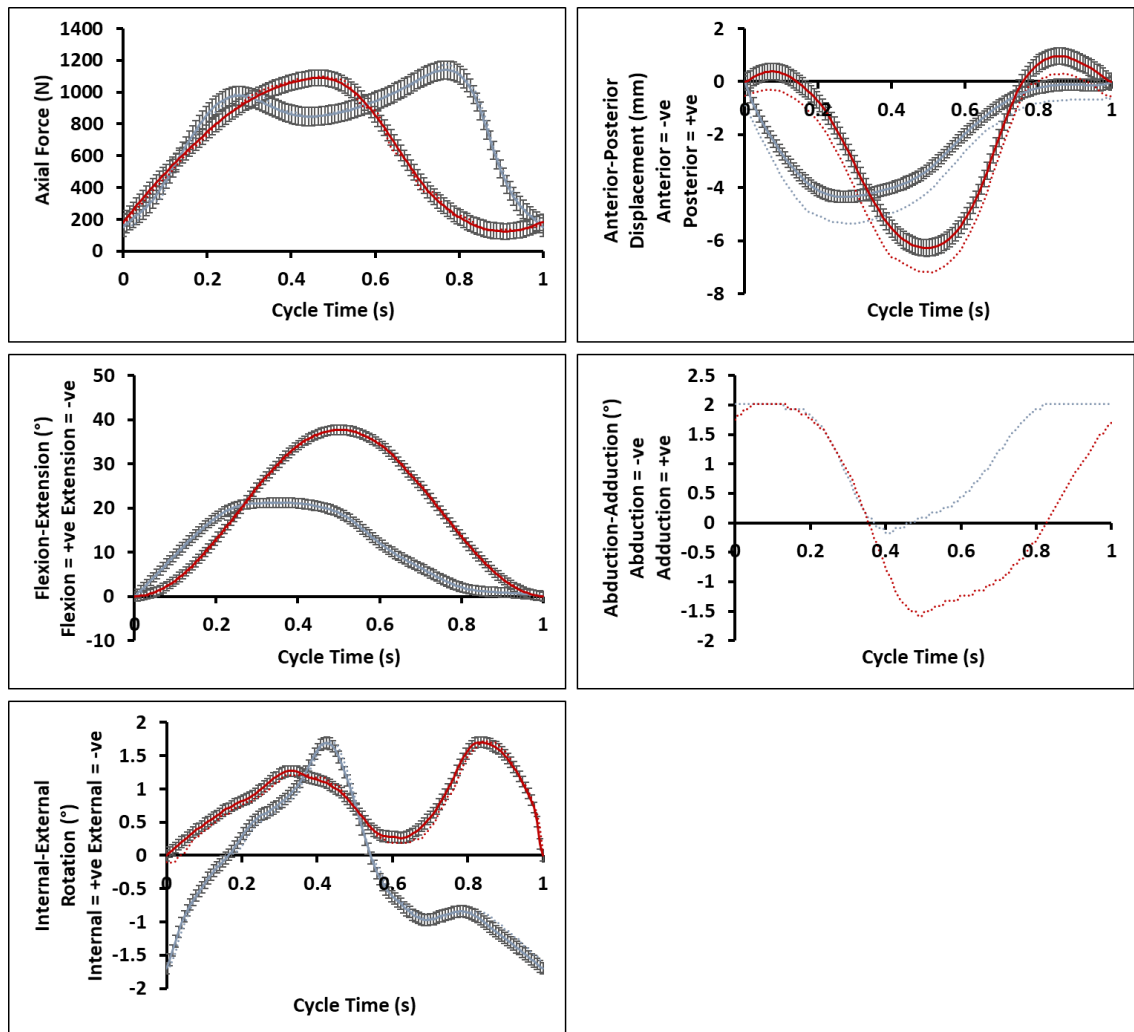 1400
1200
1000
800
600
400
200
0
Axial Force (N)
0 0.2 0.4 0.6 0.8 1
Cycle Time (s)
2
0
-2
-4
-6
-8
Anterior-Posterior
Displacement (mm)
Anterior = -ve
Posterior = +ve
0 0.2 0.4 0.6 0.8 1
Cycle Time (s)
50
40
30
20
10
0
-10
Flexion-Extension (°)
Flexion = +ve Extension = -ve
0 0.2 0.4 0.6 0.8 1
Cycle Time (s)
2.5
2
1.5
1
0.5
0
-0.5
-1
-1.5
-2
Abduction-Adduction (°)
Abduction = -ve
Adduction = +ve
0 0.2 0.4 0.6 0.8 1
Cycle Time (s)
2
1.5
1
0.5
0
-0.5
-1
-1.5
-2
Internal-External
Rotation (°)
Internal = +ve External = -ve
0 0.2 0.4 0.6 0.8 1
Cycle Time (s)